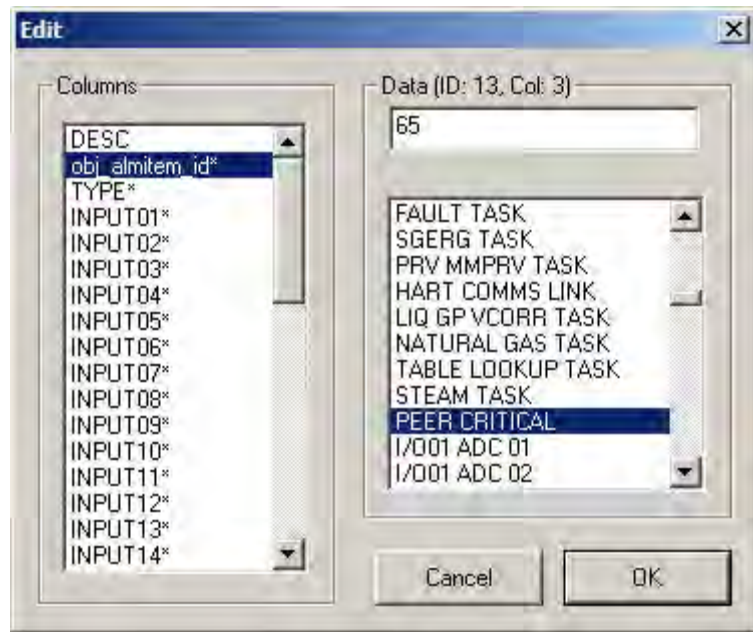 Edit
Columns
DESC
obj_almitem_id*
TYPE*
INPUT01*
INPUT02*
INPUT03*
INPUT04*
INPUT05*
INPUT06*
INPUT07*
INPUT08*
INPUT09*
INPUT10*
INPUT11*
INPUT12*
INPUT13*
INPUT14*
Data (ID: 13, Col: 3)
65
FAULT TASK
SGERG TASK
PRV MMPRV TASK
HART COMMS LINK
LIQ GP VCORR TASK
NATURAL GAS TASK
TABLE LOOKUP TASK
STEAM TASK
PEER CRITICAL
I/O01 ADC 01
I/O01 ADC 02
Cancel
OK